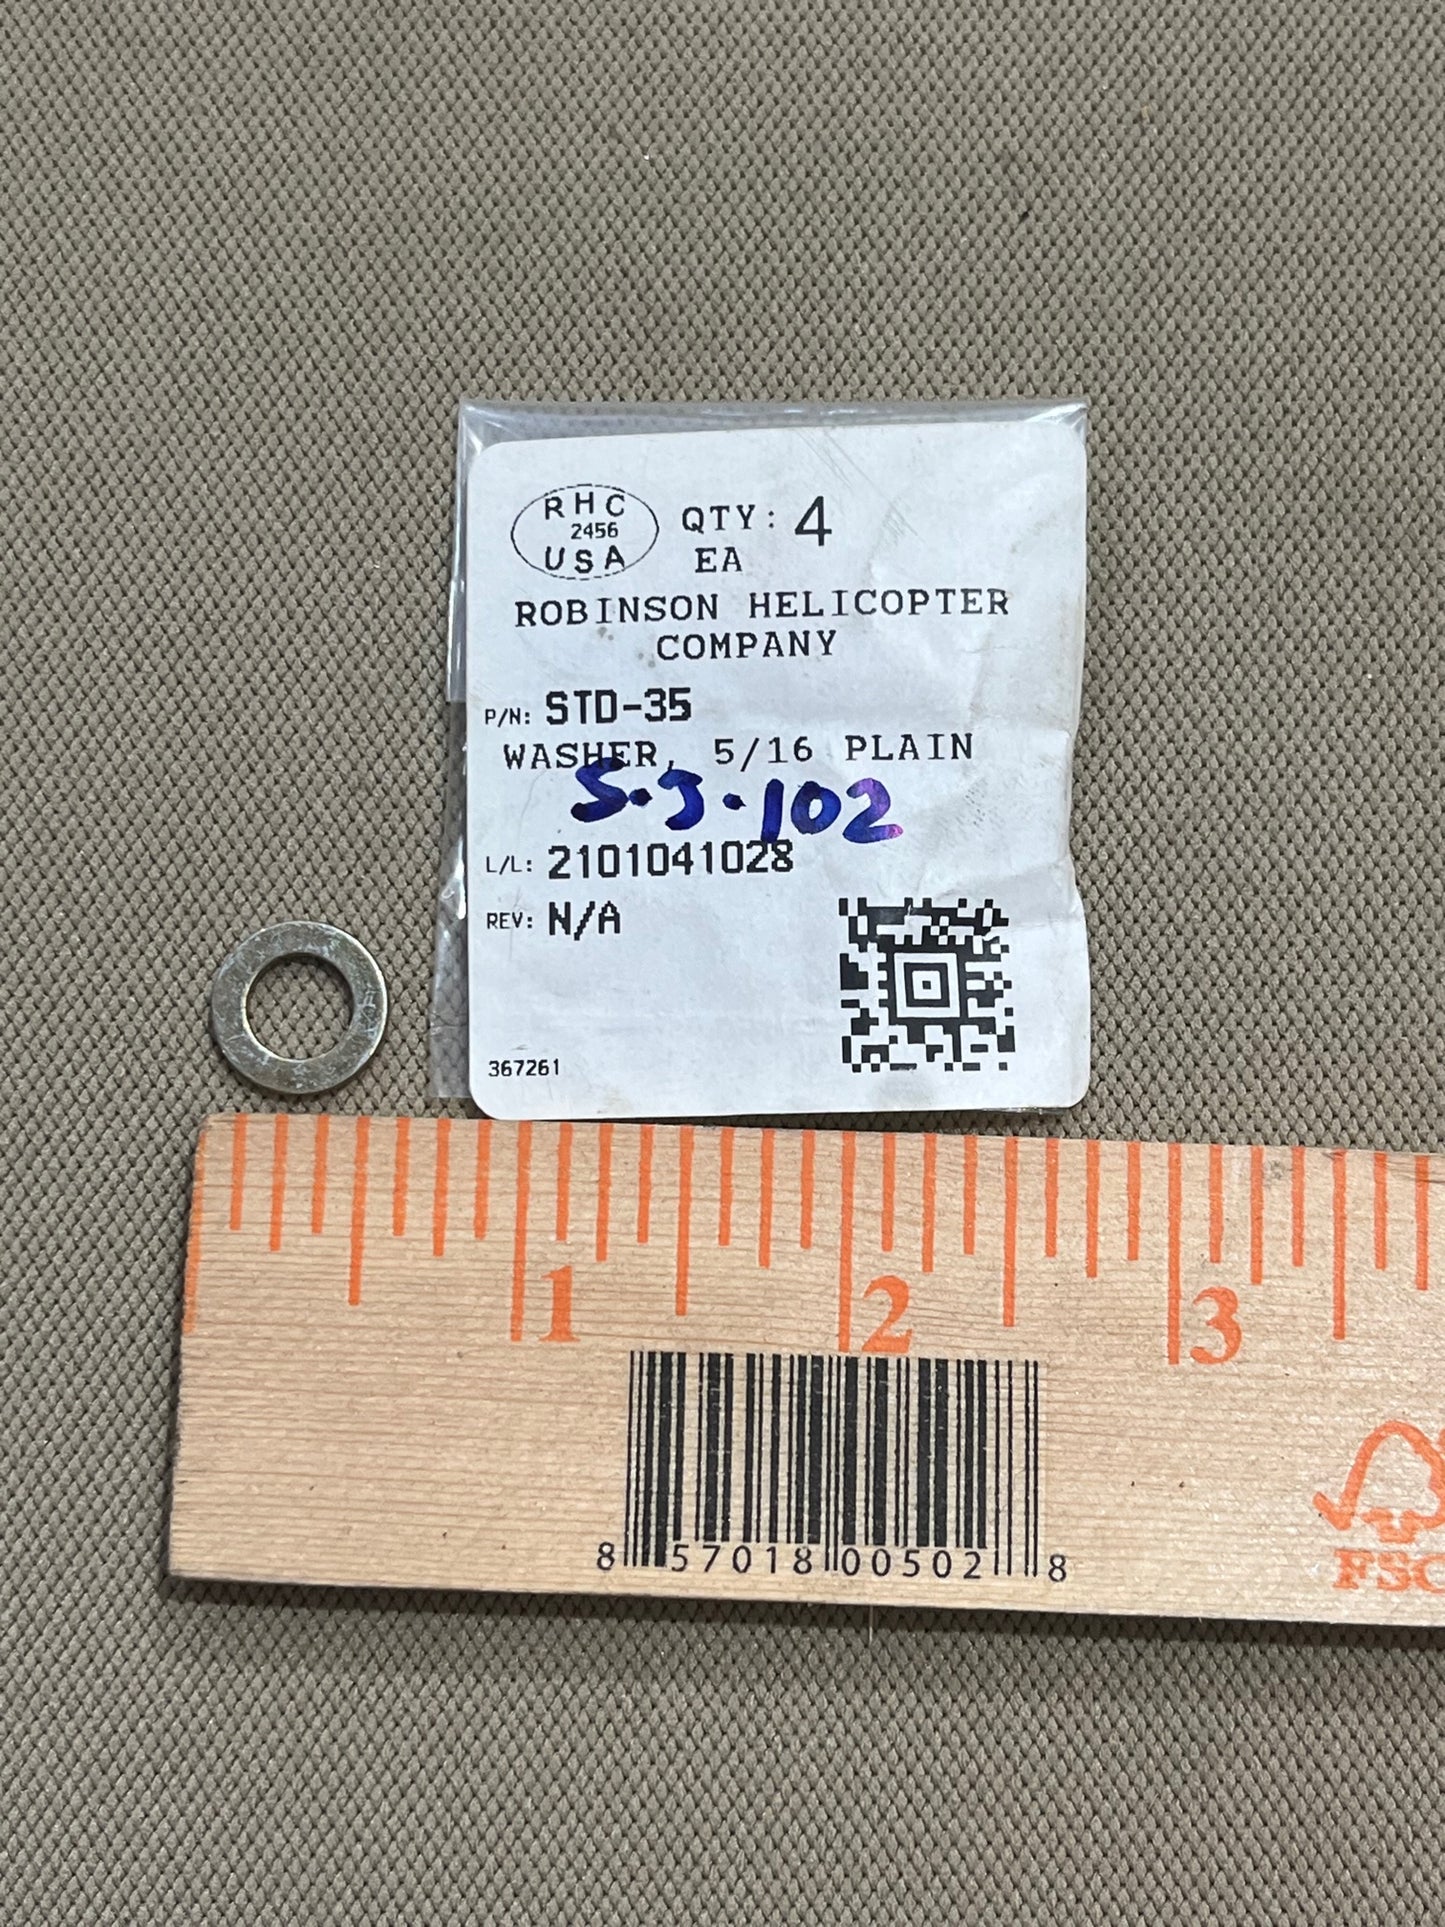 RHC
2456
USA
QTY: 4
EA
ROBINSON HELICOPTER
COMPANY
P/N: STD-35
WASHER, 5/16 PLAIN
S.J.102
L/L: 2101041028
REV: N/A
367261
1 2 3
8 57018 00502 8
FSC